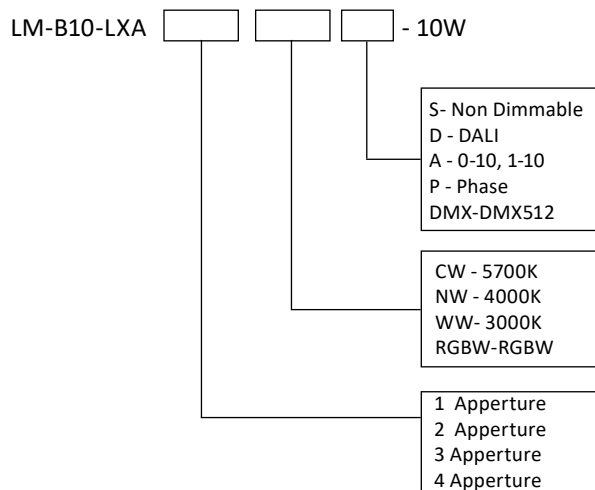 LM-B10-LXA - 10W
S- Non Dimmable
D - DALI
A - 0-10, 1-10
P - Phase
DMX-DMX512
CW - 5700K
NW - 4000K
WW- 3000K
RGBW-RGBW
1 Apperture
2 Apperture
3 Apperture
4 Apperture